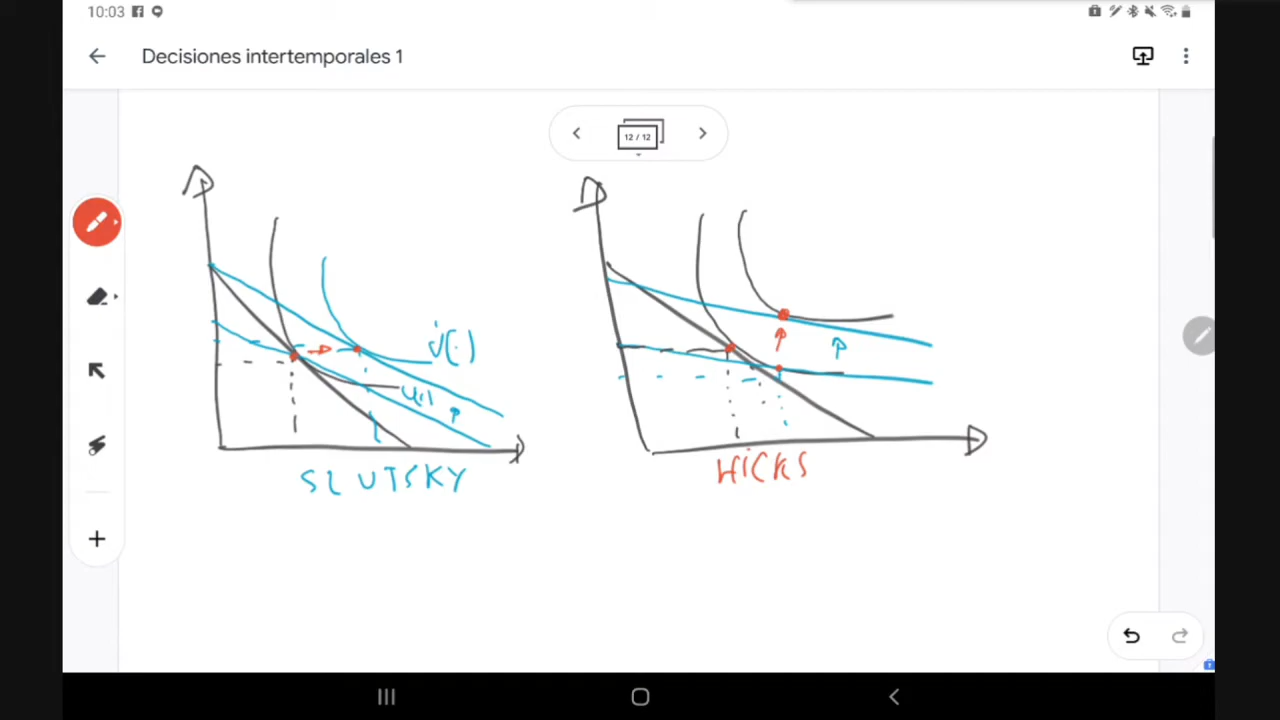 10:03
Decisiones intertemporales 1
12 / 12
u̇(·)
u(·)
SLUTSKY
HICKS